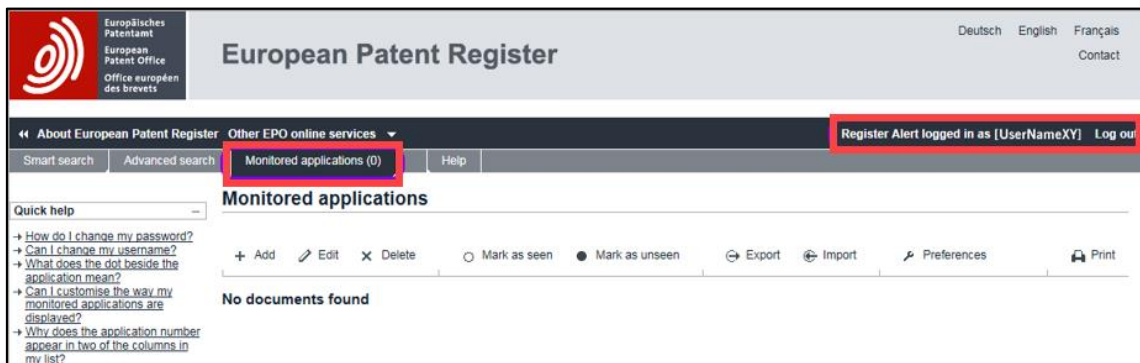 Europäisches
Patentamt
European
Patent Office
Office européen
des brevets
European Patent Register
Deutsch English Français
Contact
About European Patent Register Other EPO online services
Register Alert logged in as [UserNameXY] Log out
Smart search Advanced search Monitored applications (0) Help
Quick help
How do I change my password?
Can I change my username?
What does the dot beside the
application mean?
Can I customise the way my
monitored applications are
displayed?
Why does the application number
appear in two of the columns in
my list?
Monitored applications
Add Edit Delete Mark as seen Mark as unseen Export Import Preferences Print
No documents found